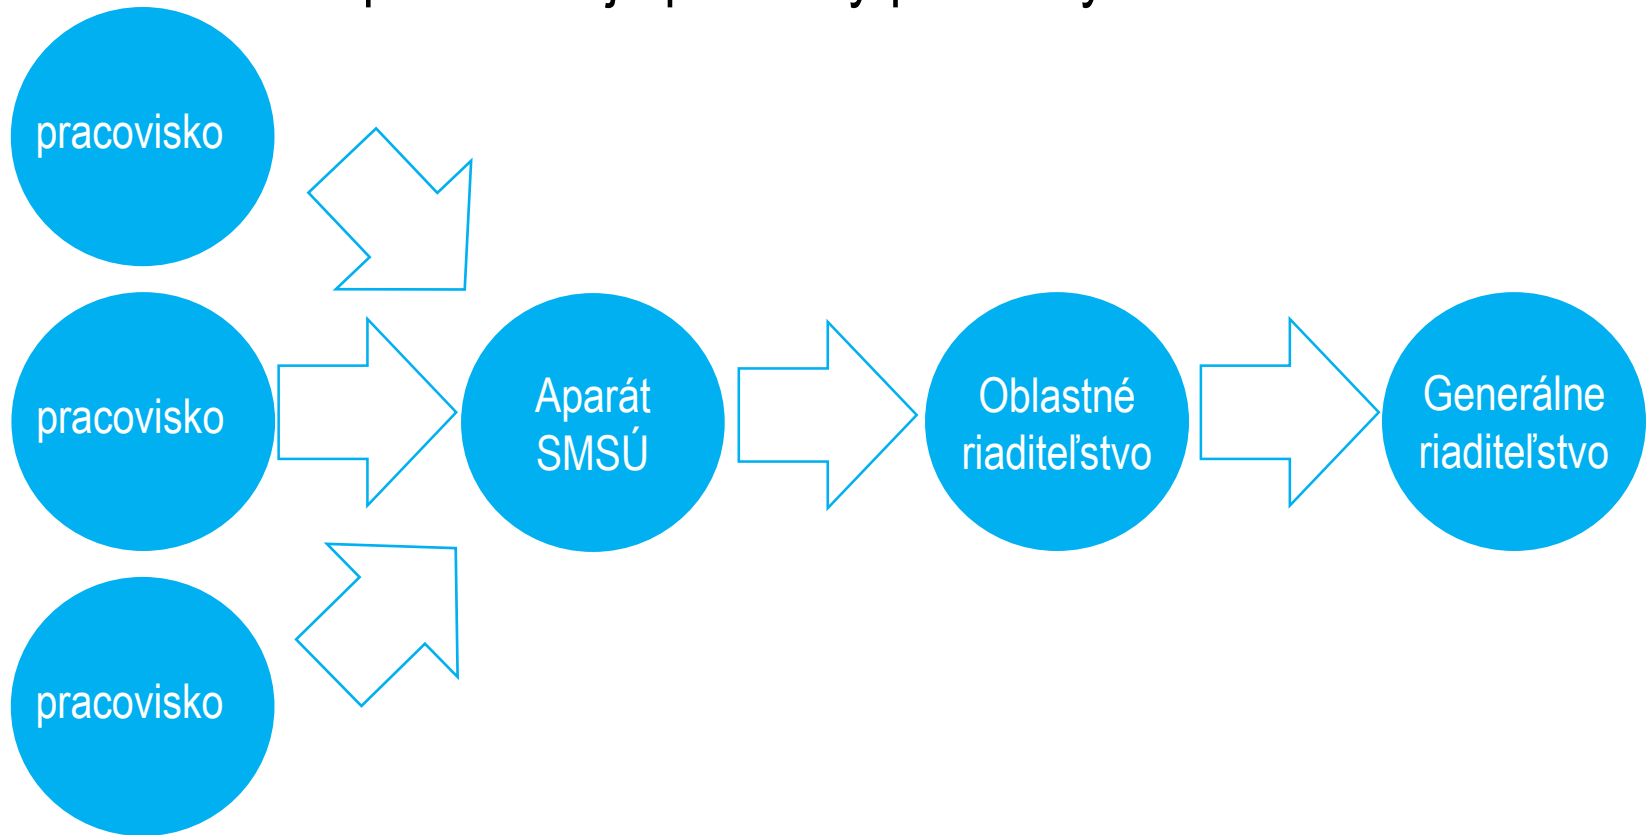 pracovisko
pracovisko
Aparát
SMSÚ
Oblastné
riaditeľstvo
Generálne
riaditeľstvo
pracovisko